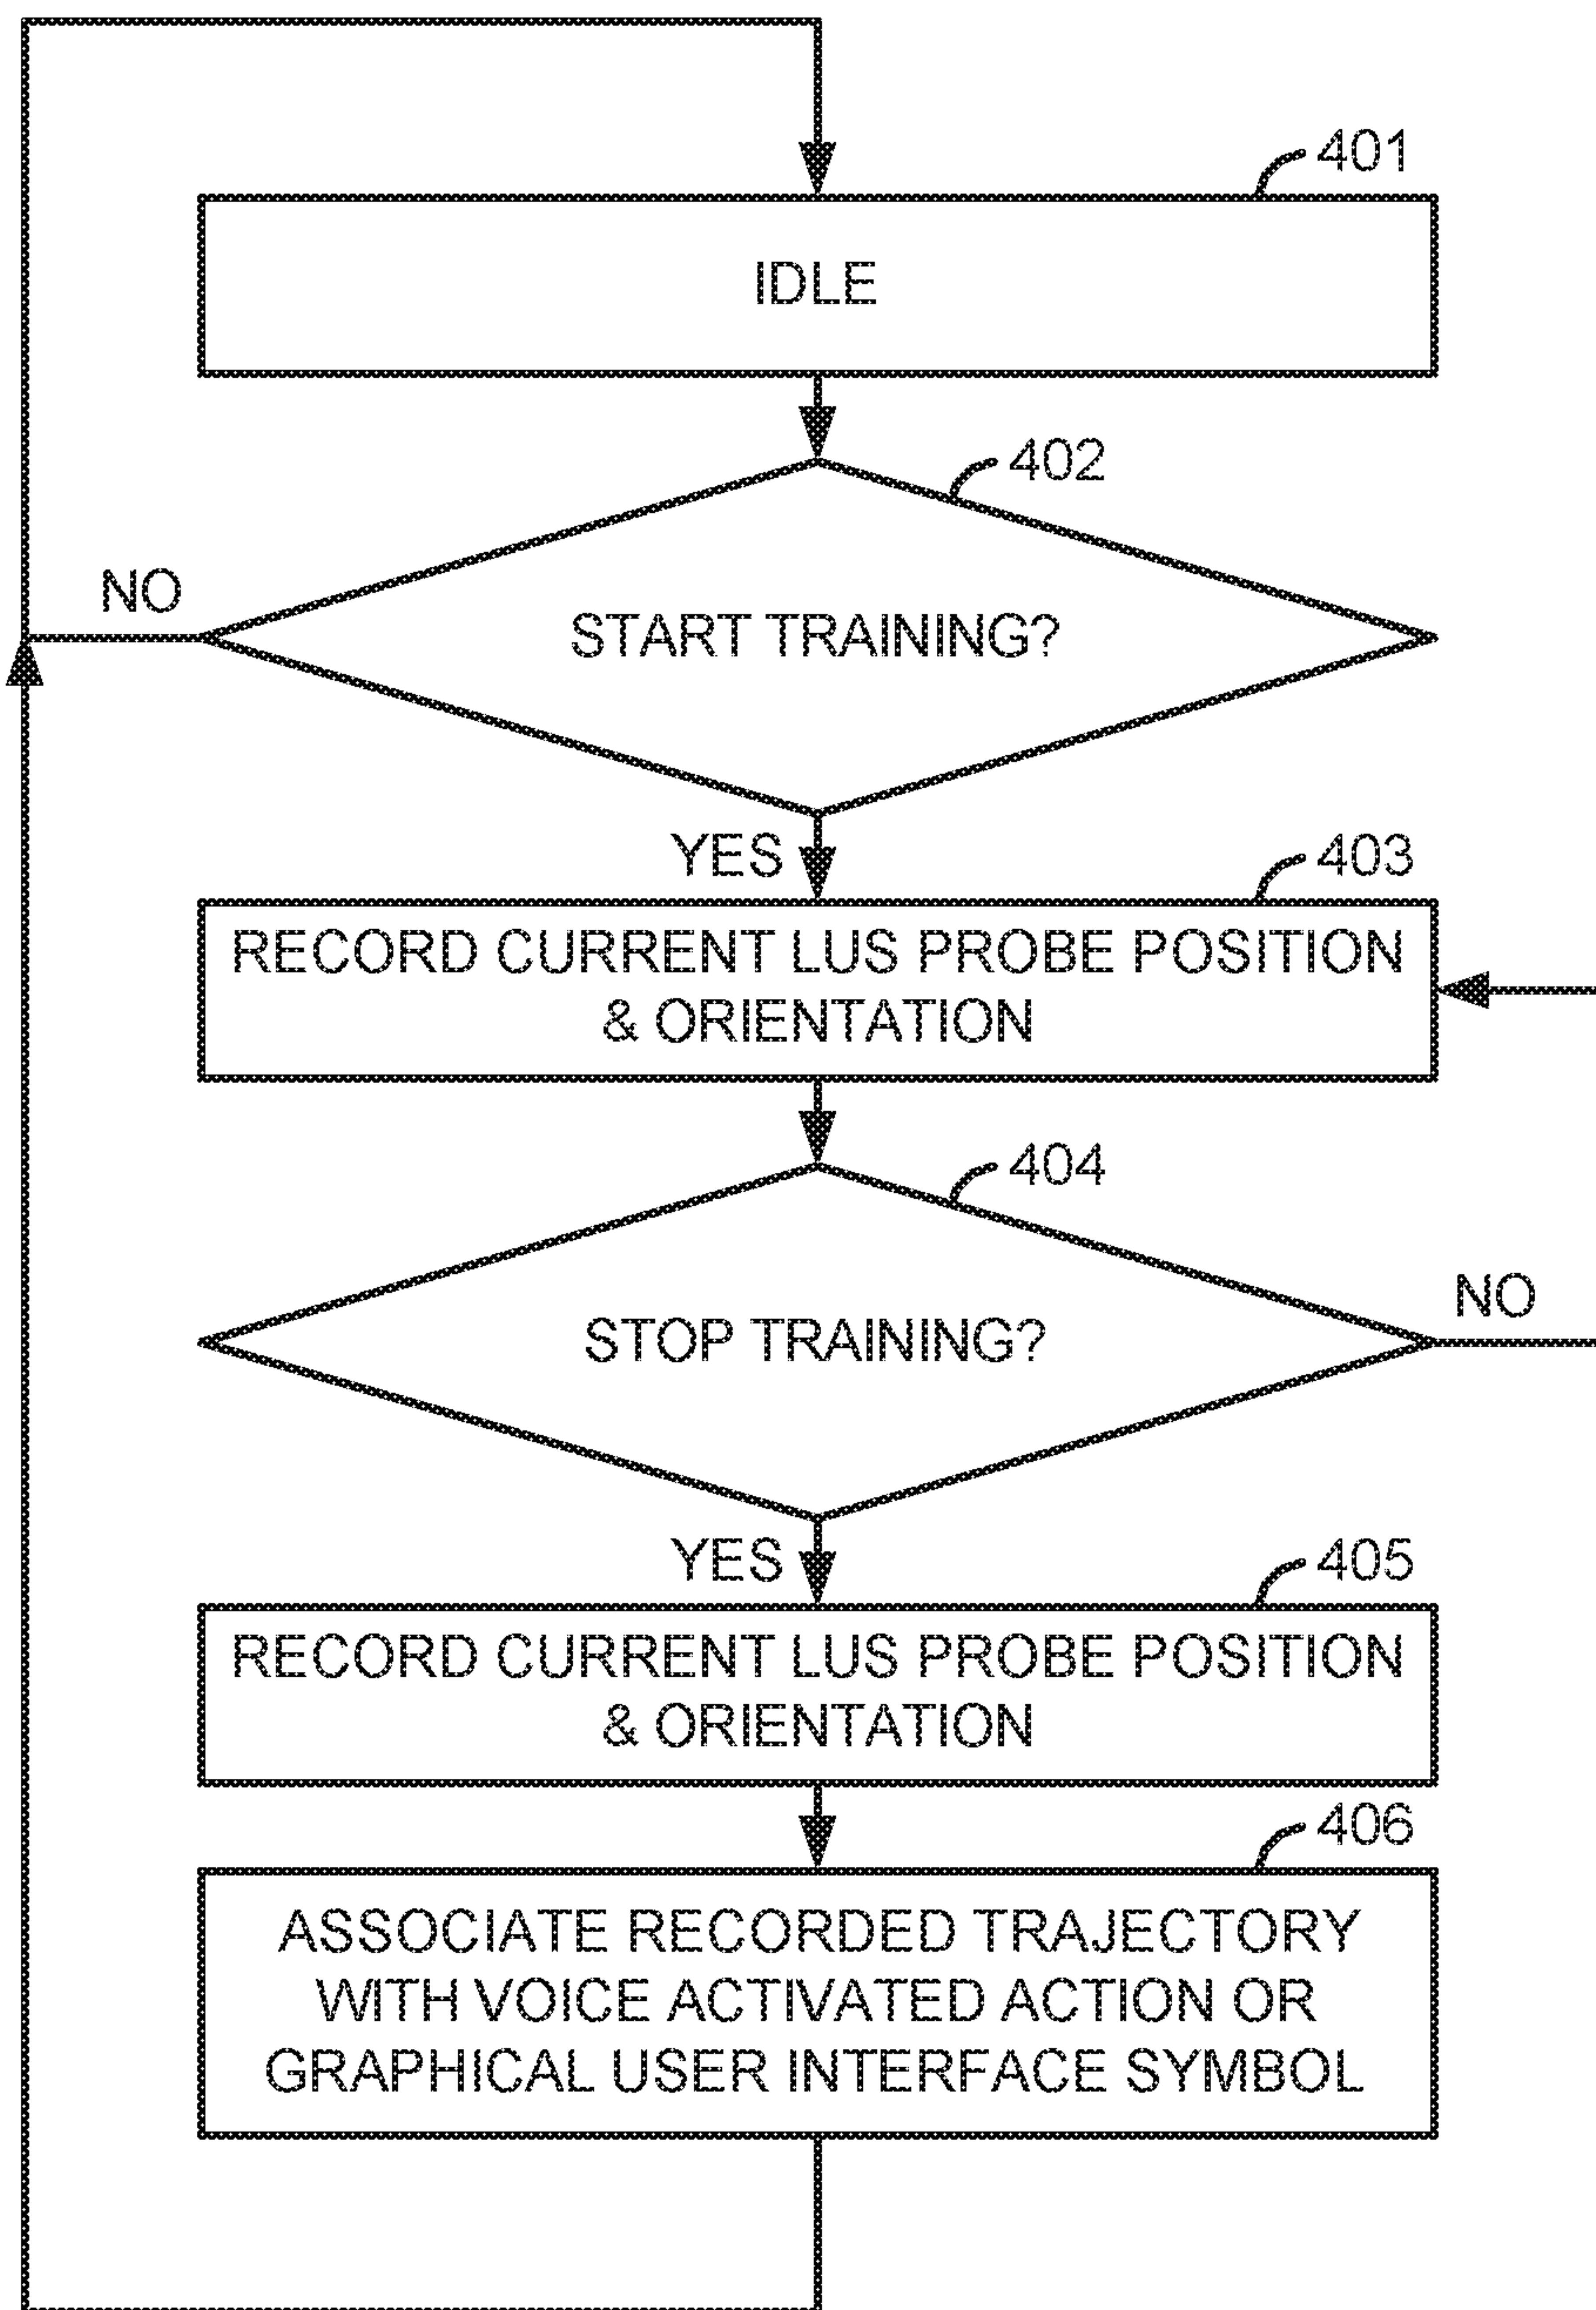 401
IDLE
402
NO
START TRAINING?
YES
403
RECORD CURRENT LUS PROBE POSITION
& ORIENTATION
404
NO
STOP TRAINING?
YES
405
RECORD CURRENT LUS PROBE POSITION
& ORIENTATION
406
ASSOCIATE RECORDED TRAJECTORY
WITH VOICE ACTIVATED ACTION OR
GRAPHICAL USER INTERFACE SYMBOL